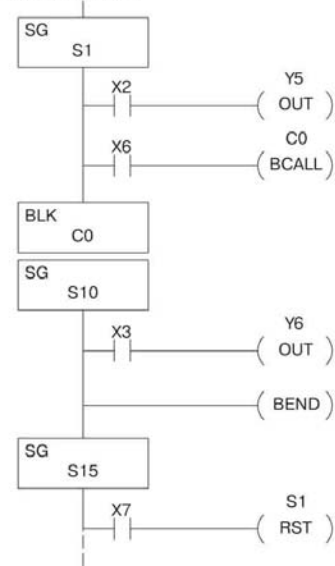 SG
S1
X2
Y5
OUT
X6
C0
BCALL
BLK
C0
SG
S10
X3
Y6
OUT
BEND
SG
S15
X7
S1
RST